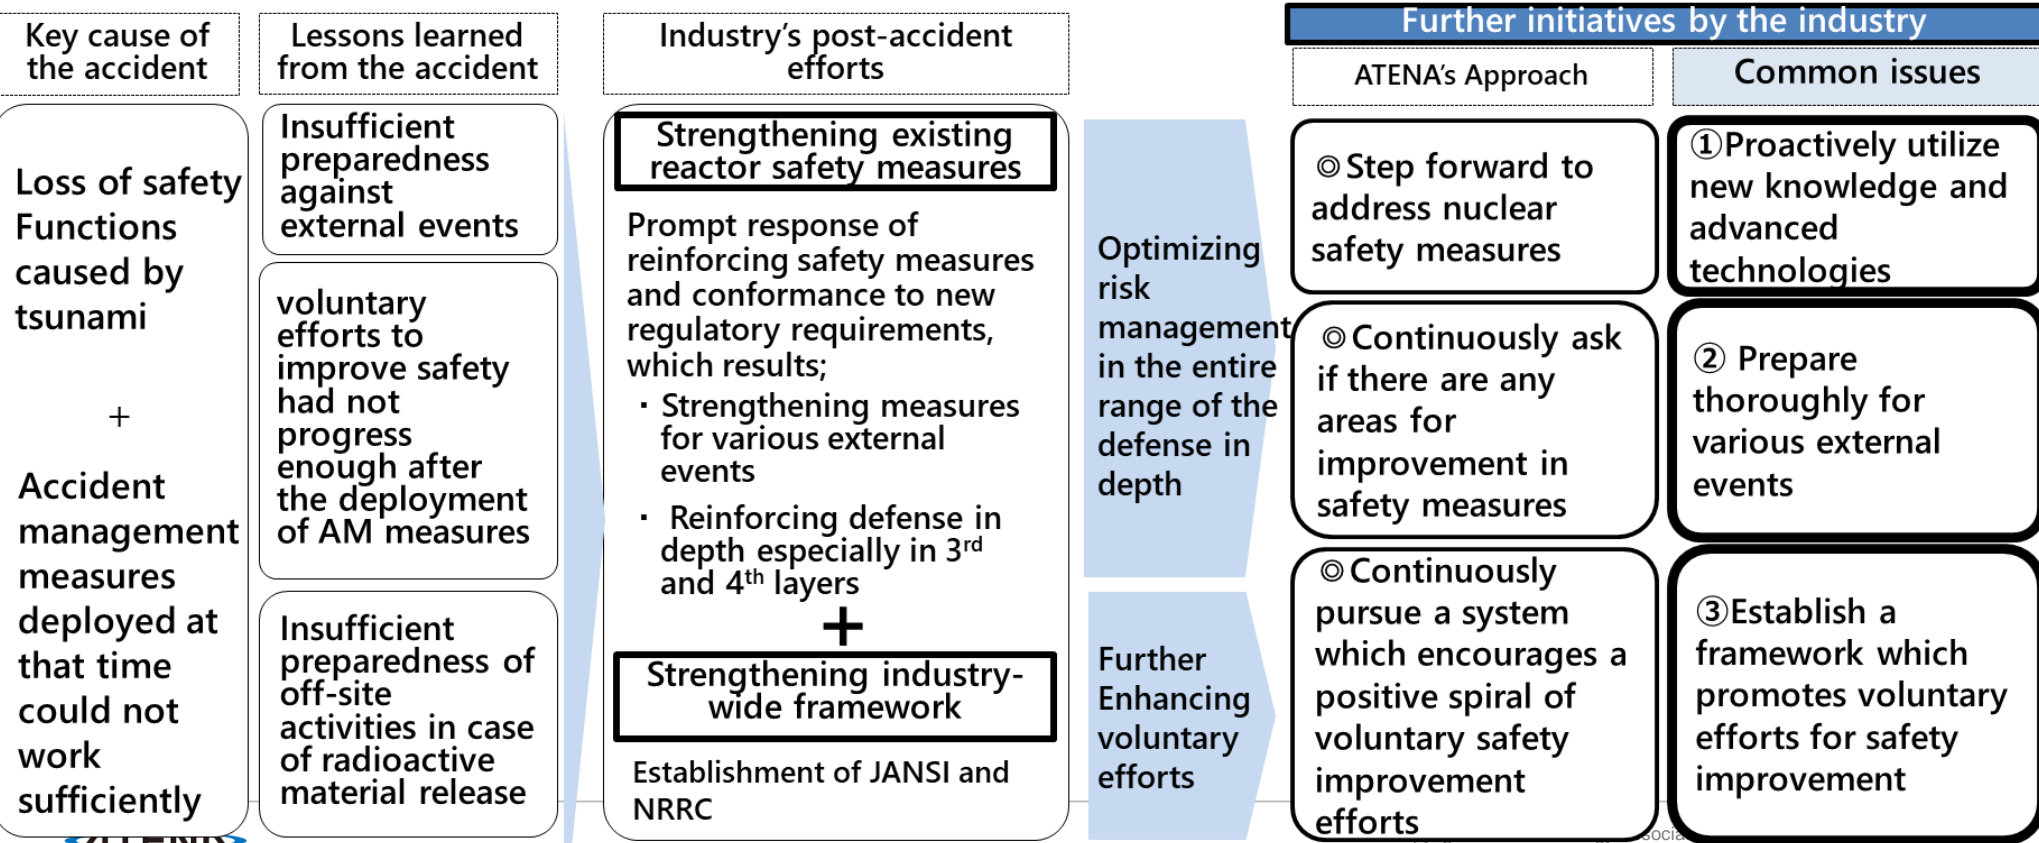 Key cause of
the accident
Lessons learned
from the accident
Industry’s post-accident
efforts
Further initiatives by the industry
ATENA’s Approach
Common issues
Loss of safety
Functions
caused by
tsunami
+
Accident
management
measures
deployed at
that time
could not
work
sufficiently
Insufficient
preparedness
against
external events
voluntary
efforts to
improve safety
had not
progress
enough after
the deployment
of AM measures
Insufficient
preparedness of
off-site
activities in case
of radioactive
material release
Strengthening existing
reactor safety measures
Prompt response of
reinforcing safety measures
and conformance to new
regulatory requirements,
which results;
・Strengthening measures
for various external
events
・ Reinforcing defense in
depth especially in 3rd
and 4th layers
+
Strengthening industry-
wide framework
Establishment of JANSI and
NRRC
Optimizing
risk
management
in the entire
range of the
defense in
depth
Further
Enhancing
voluntary
efforts
◎Step forward to
address nuclear
safety measures
◎Continuously ask
if there are any
areas for
improvement in
safety measures
◎Continuously
pursue a system
which encourages a
positive spiral of
voluntary safety
improvement
efforts
①Proactively utilize
new knowledge and
advanced
technologies
② Prepare
thoroughly for
various external
events
③Establish a
framework which
promotes voluntary
efforts for safety
improvement
ATENA